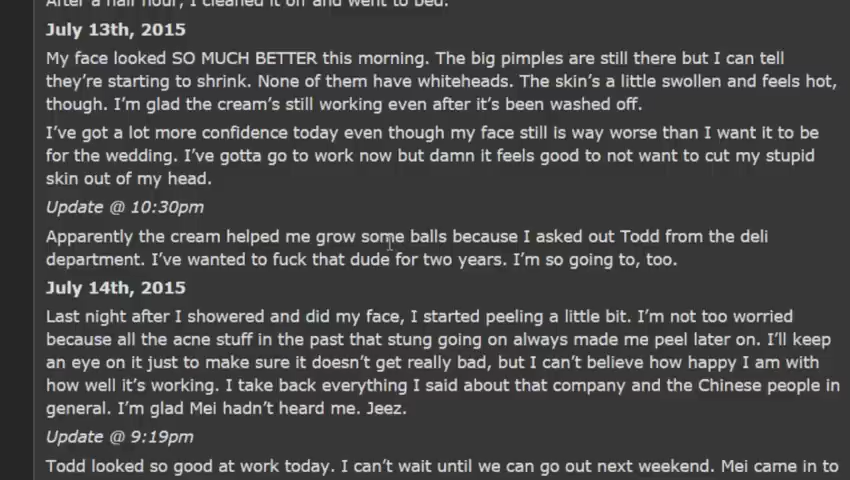 After a half hour, I cleaned it off and went to bed.
July 13th, 2015
My face looked SO MUCH BETTER this morning. The big pimples are still there but I can tell
they’re starting to shrink. None of them have whiteheads. The skin’s a little swollen and feels hot,
though. I’m glad the cream’s still working even after it’s been washed off.
I’ve got a lot more confidence today even though my face still is way worse than I want it to be
for the wedding. I’ve gotta go to work now but damn it feels good to not want to cut my stupid
skin out of my head.
Update @ 10:30pm
Apparently the cream helped me grow some balls because I asked out Todd from the deli
department. I’ve wanted to fuck that dude for two years. I’m so going to, too.
July 14th, 2015
Last night after I showered and did my face, I started peeling a little bit. I’m not too worried
because all the acne stuff in the past that stung going on always made me peel later on. I’ll keep
an eye on it just to make sure it doesn’t get really bad, but I can’t believe how happy I am with
how well it’s working. I take back everything I said about that company and the Chinese people in
general. I’m glad Mei hadn’t heard me. Jeez.
Update @ 9:19pm
Todd looked so good at work today. I can’t wait until we can go out next weekend. Mei came in to